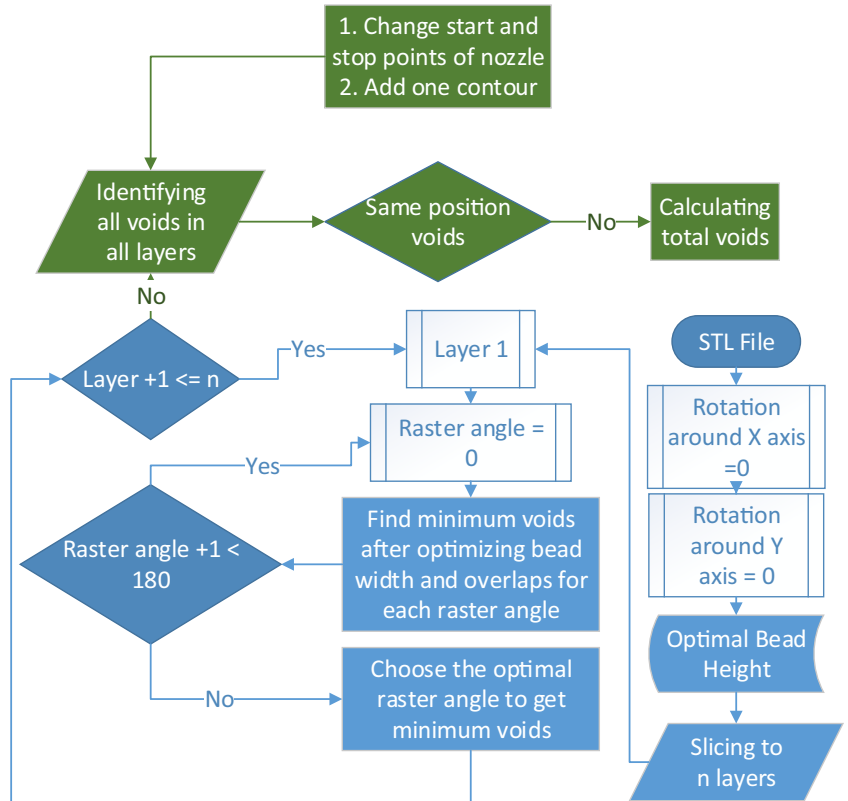 1. Change start and
stop points of nozzle
2. Add one contour
Identifying
all voids in
all layers
Same position
voids
No
Calculating
total voids
No
Layer +1 <= n
Yes
Layer 1
STL File
Rotation
around X axis
=0
Raster angle =
0
Yes
Raster angle +1 <
180
Find minimum voids
after optimizing bead
width and overlaps for
each raster angle
Rotation
around Y
axis = 0
Optimal Bead
Height
No
Choose the optimal
raster angle to get
minimum voids
Slicing to
n layers